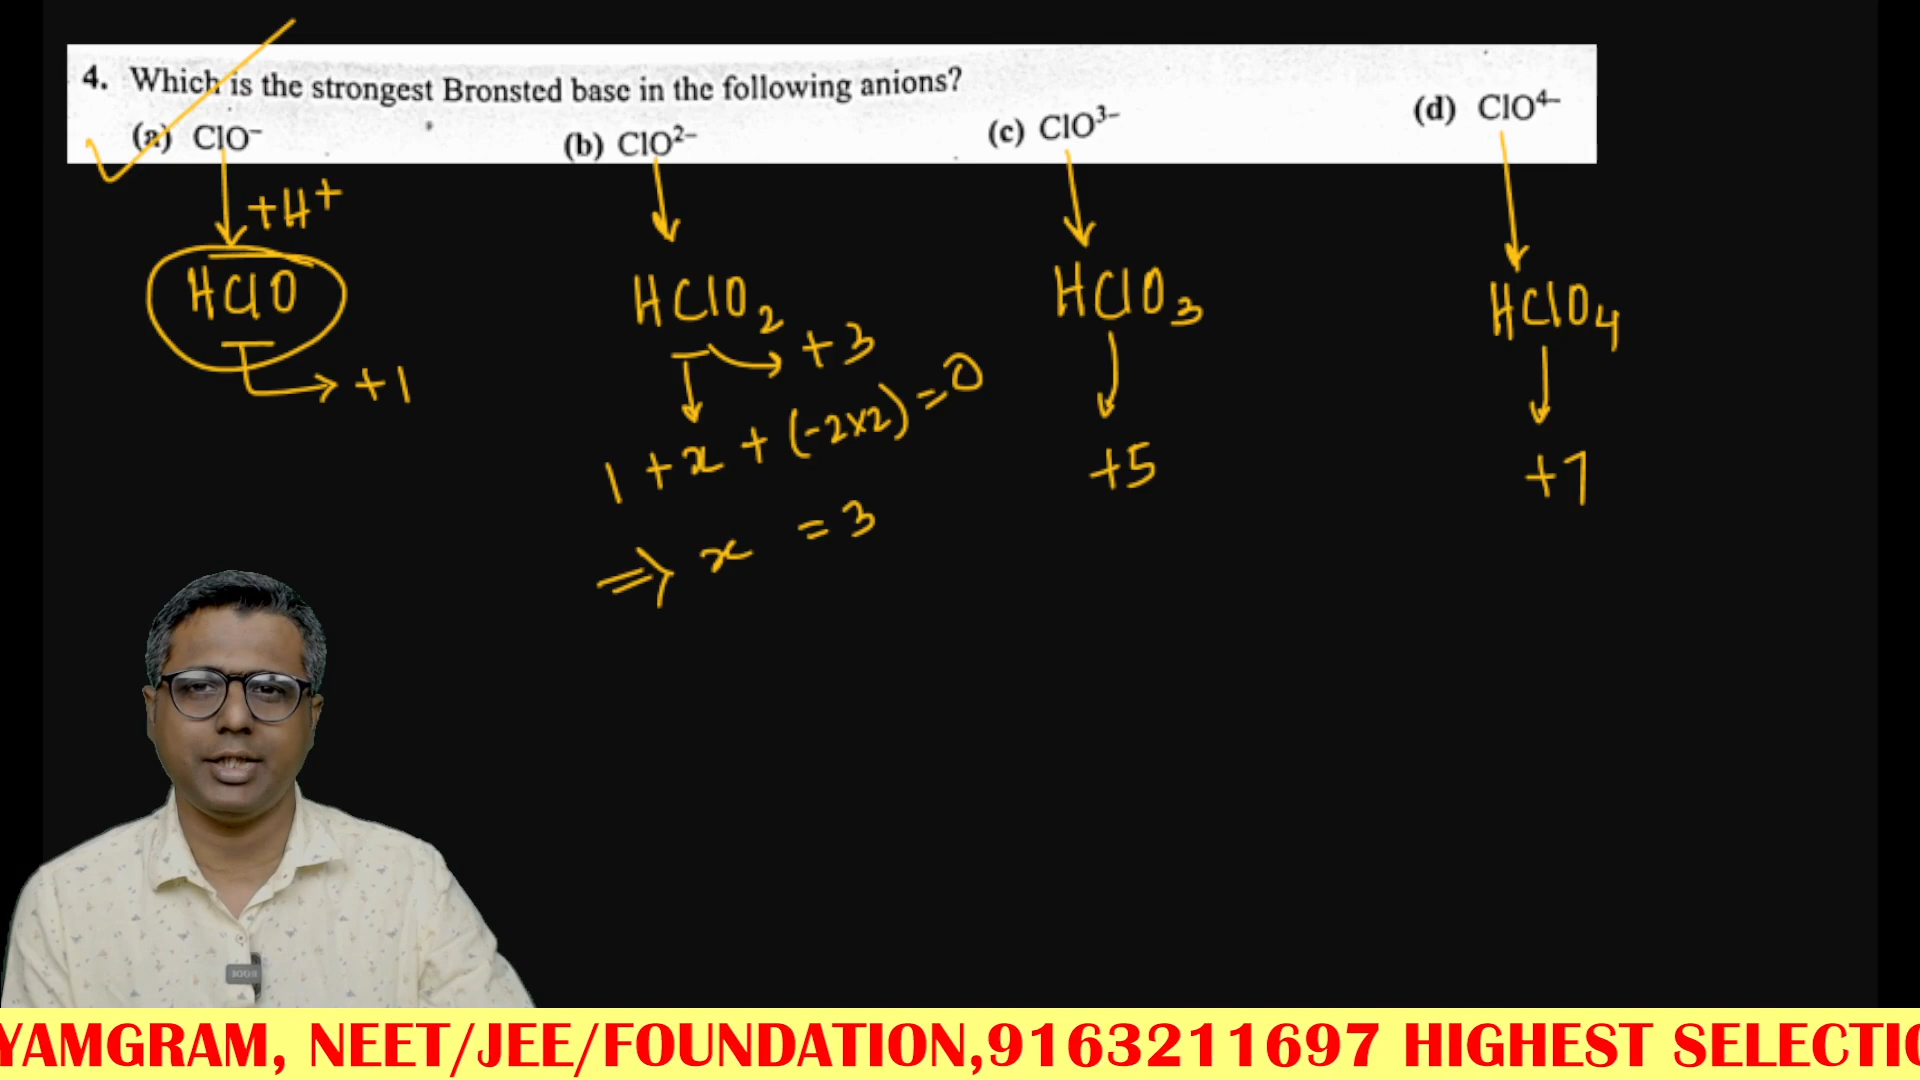 4. Which is the strongest Bronsted base in the following anions?
(a) ClO⁻ (b) ClO²⁻ (c) ClO³⁻ (d) ClO⁴⁻
+H⁺
HClO HClO₂ HClO₃ HClO₄
+1 +3 +5 +7
1 + x + (-2×2) = 0
⇒ x = 3
YAMGRAM, NEET/JEE/FOUNDATION,9163211697 HIGHEST SELECTIO